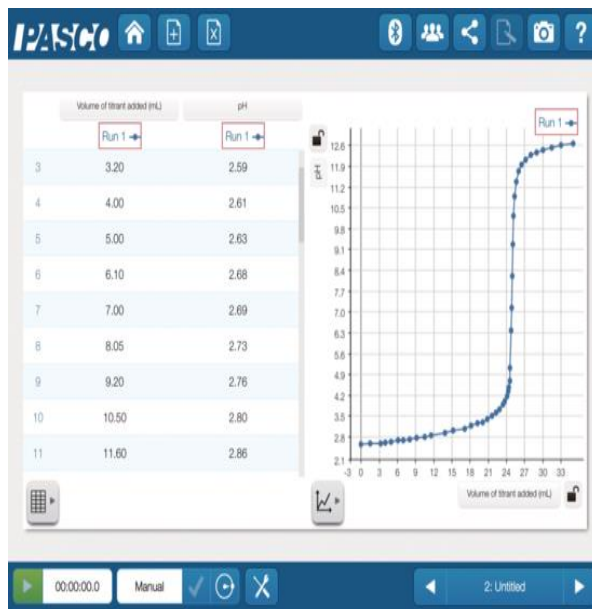 PASCO
?
Volume of titrant added (mL) pH
Run 1 Run 1
3 3.20 2.59
4 4.00 2.61
5 5.00 2.63
6 6.10 2.68
7 7.00 2.69
8 8.05 2.73
9 9.20 2.76
10 10.50 2.80
11 11.60 2.86
Run 1
pH
12.6
11.9
11.2
10.5
9.8
9.1
8.4
7.7
7.0
6.3
5.6
4.9
4.2
3.5
2.8
2.1
-3 0 3 6 9 12 15 18 21 24 27 30 33
Volume of titrant added (mL)
00:00:00.0 Manual 2: Untitled